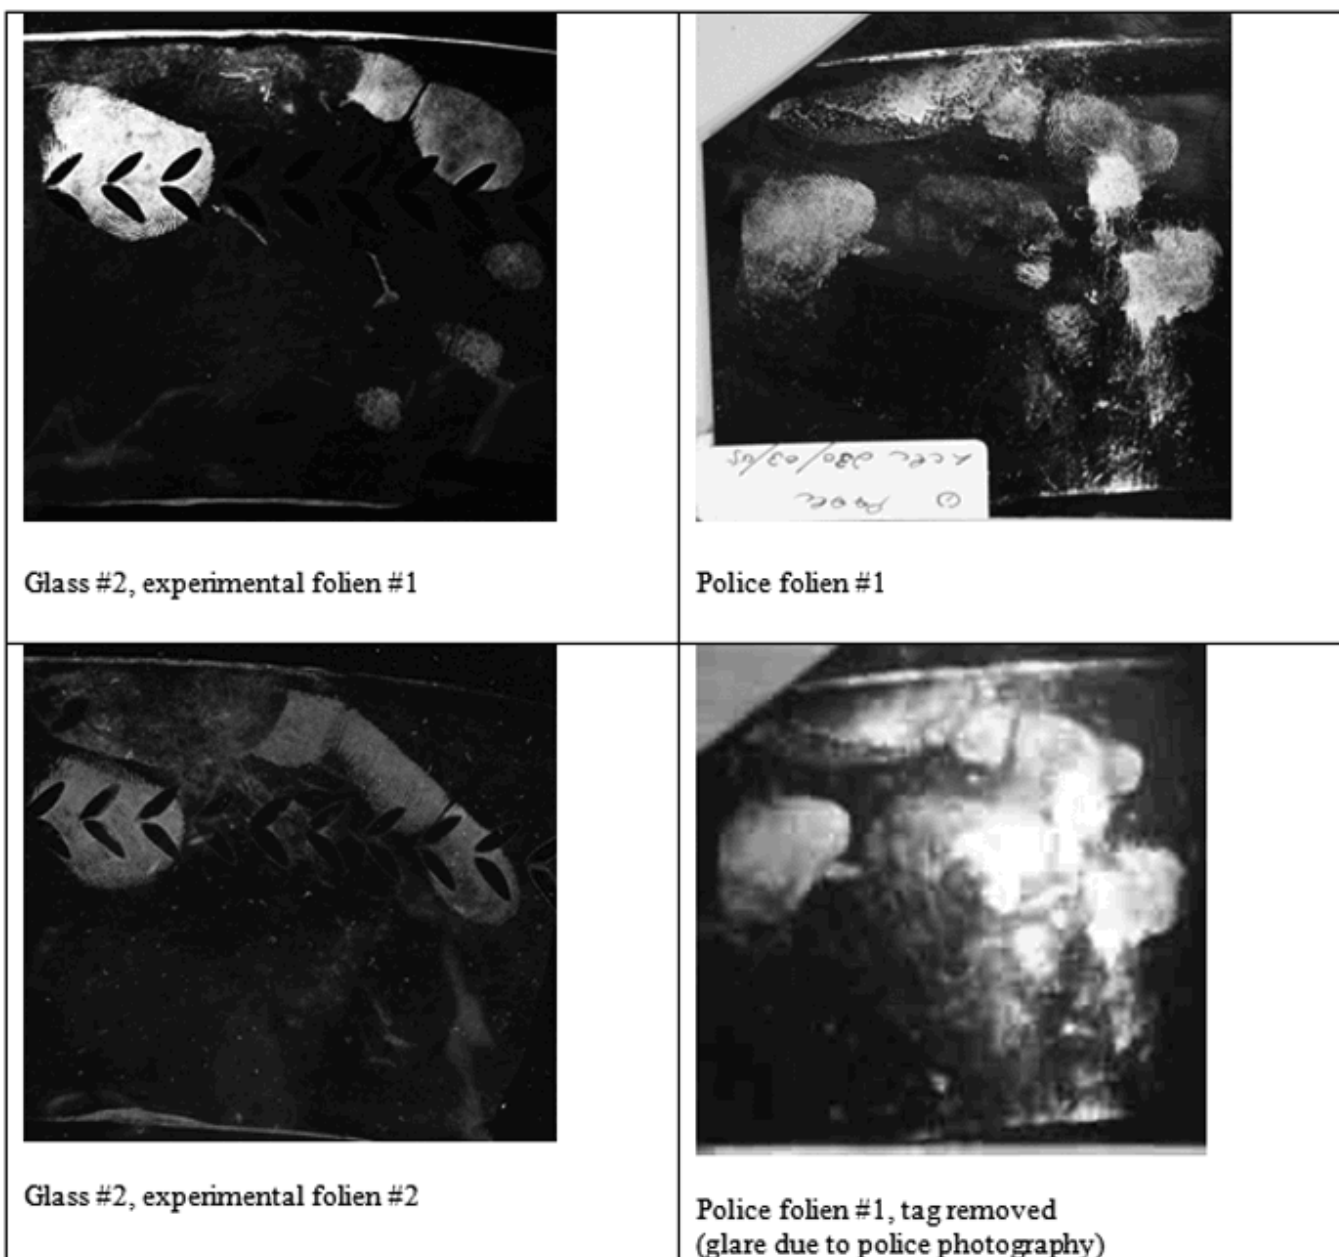 Glass #2, experimental folien #1
Police folien #1
Glass #2, experimental folien #2
Police folien #1, tag removed
(glare due to police photography)